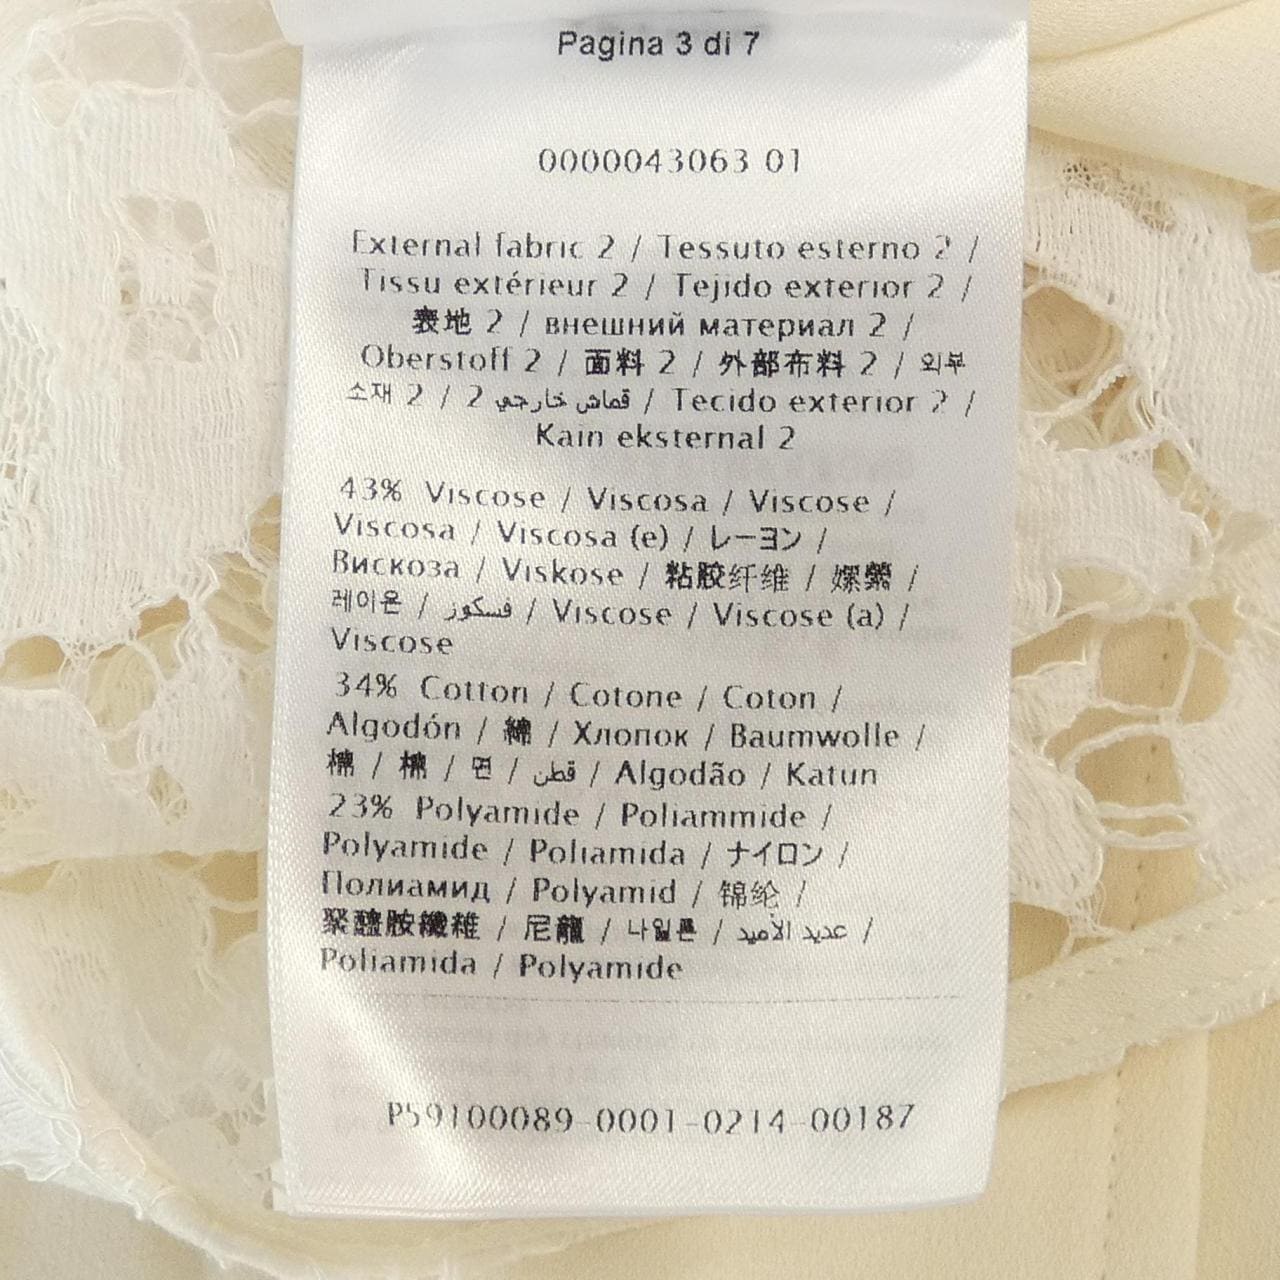 Pagina 3 di 7
0000043063 01
External fabric 2 / Tessuto esterno 2 /
Tissu extérieur 2 / Tejido exterior 2 /
表地 2 / внешний материал 2 /
Oberstoff 2 / 面料 2 / 外部布料 2 / 외부
소재 2 / 2 قماش خارجي / Tecido exterior 2 /
Kain eksternal 2
43% Viscose / Viscosa / Viscose /
Viscosa / Viscosa (e) / レーヨン /
Вискоза / Viskose / 粘胶纤维 / 嫘縈 /
레이온 / فسكوز / Viscose / Viscose (a) /
Viscose
34% Cotton / Cotone / Coton /
Algodón / 綿 / Хлопок / Baumwolle /
棉 / 棉 / 면 / قطن / Algodão / Katun
23% Polyamide / Poliammide /
Polyamide / Poliamida / ナイロン /
Полиамид / Polyamid / 锦纶 /
聚醯胺纖維 / 尼龍 / 나일론 / عديد الأميد /
Poliamida / Polyamide
P59100089-0001-0214-00187